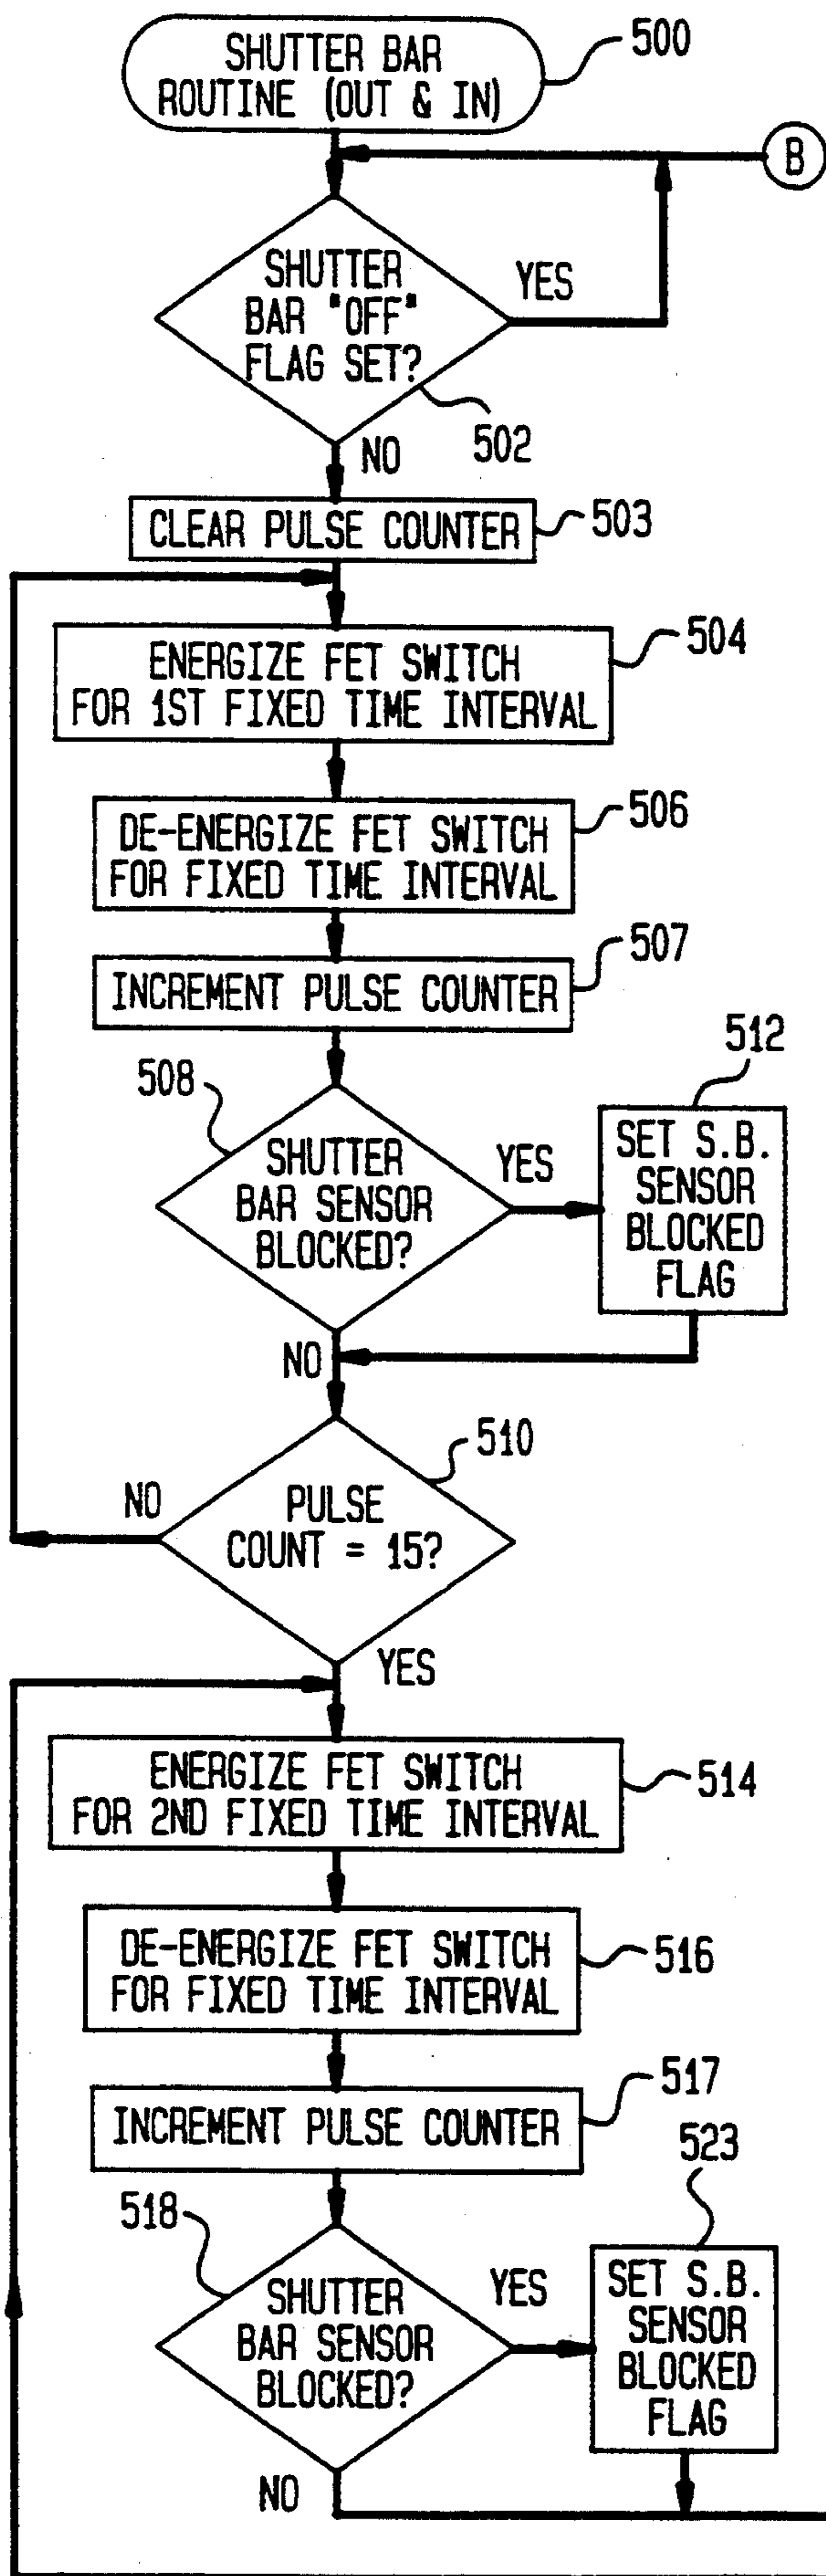 SHUTTER BAR
ROUTINE (OUT & IN)
500
B
SHUTTER
BAR "OFF"
FLAG SET?
YES
502
NO
CLEAR PULSE COUNTER
503
ENERGIZE FET SWITCH
FOR 1ST FIXED TIME INTERVAL
504
DE-ENERGIZE FET SWITCH
FOR FIXED TIME INTERVAL
506
INCREMENT PULSE COUNTER
507
508
SHUTTER
BAR SENSOR
BLOCKED?
YES
512
SET S.B.
SENSOR
BLOCKED
FLAG
NO
510
PULSE
COUNT = 15?
NO
YES
ENERGIZE FET SWITCH
FOR 2ND FIXED TIME INTERVAL
514
DE-ENERGIZE FET SWITCH
FOR FIXED TIME INTERVAL
516
INCREMENT PULSE COUNTER
517
518
SHUTTER
BAR SENSOR
BLOCKED?
YES
523
SET S.B.
SENSOR
BLOCKED
FLAG
NO